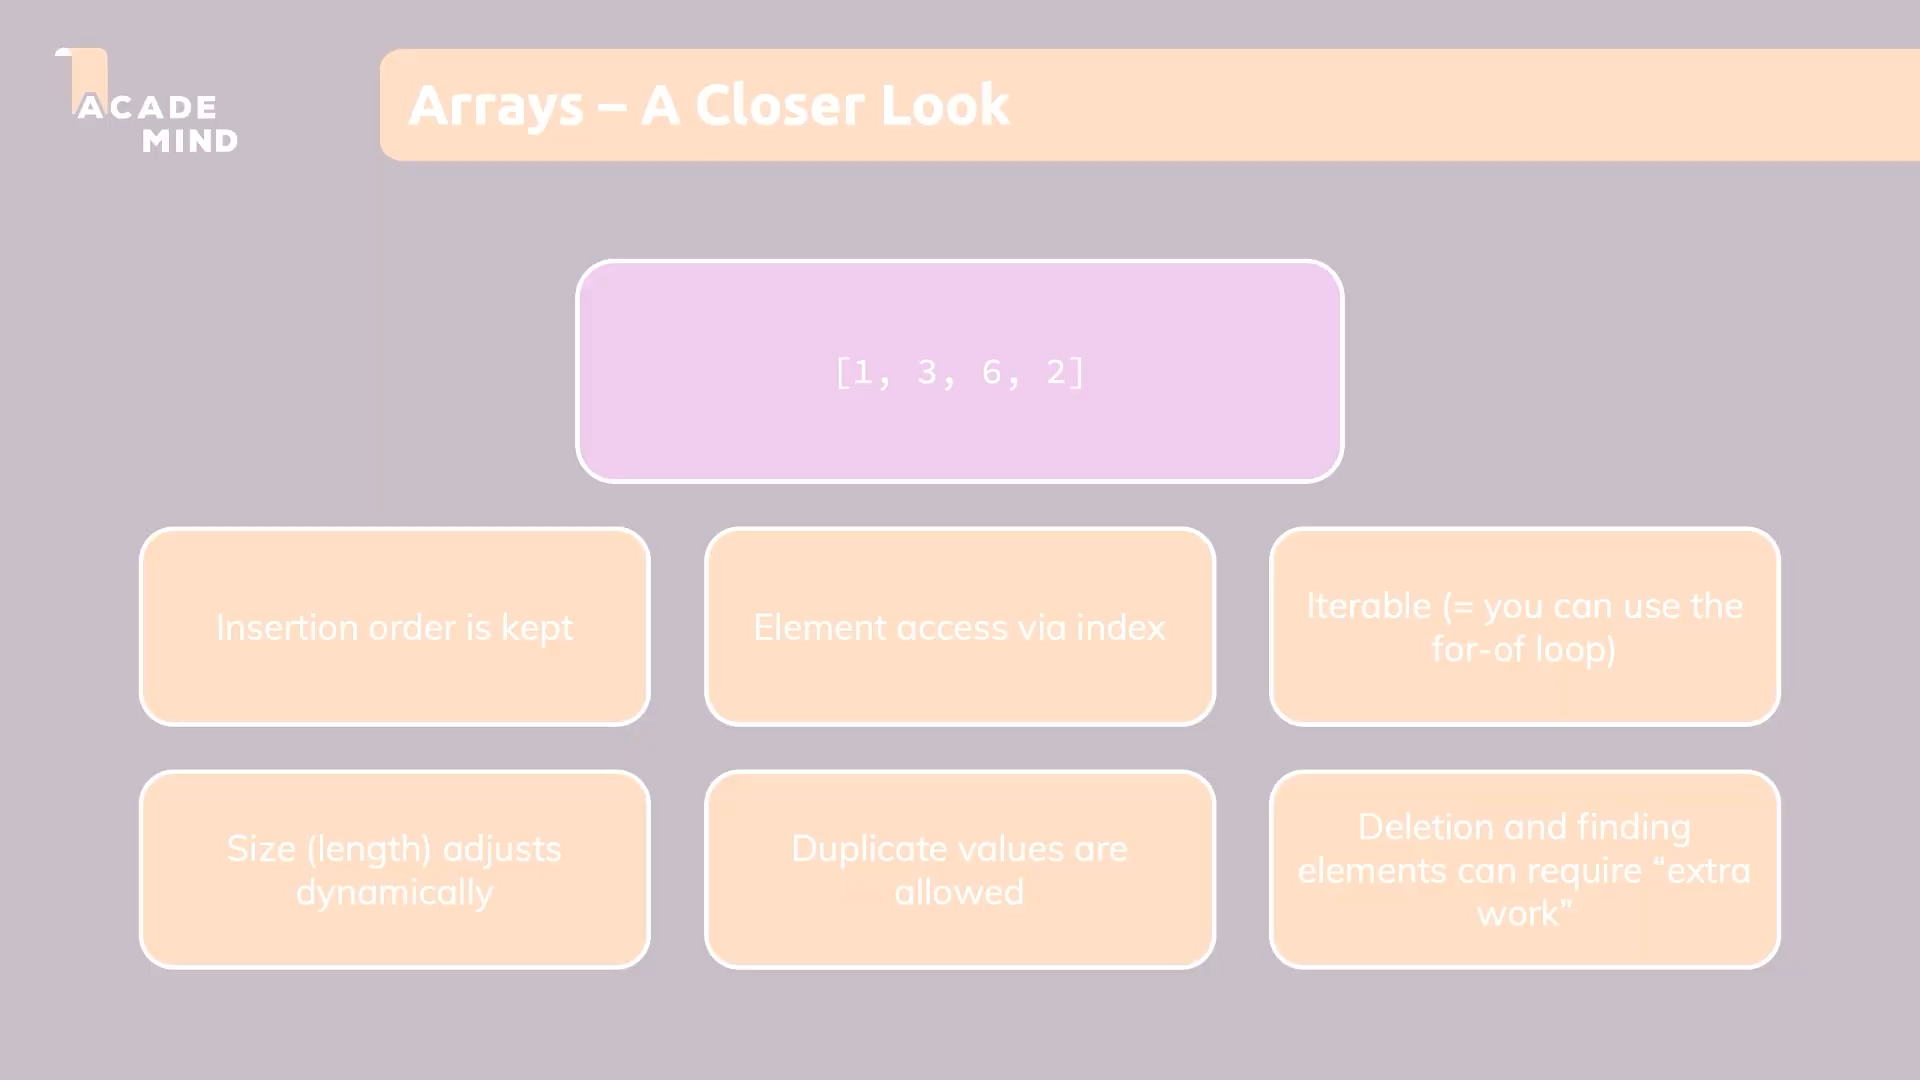 ACADE
MIND
Arrays – A Closer Look
[1, 3, 6, 2]
Insertion order is kept
Element access via index
Iterable (= you can use the
for-of loop)
Size (length) adjusts
dynamically
Duplicate values are
allowed
Deletion and finding
elements can require “extra
work”